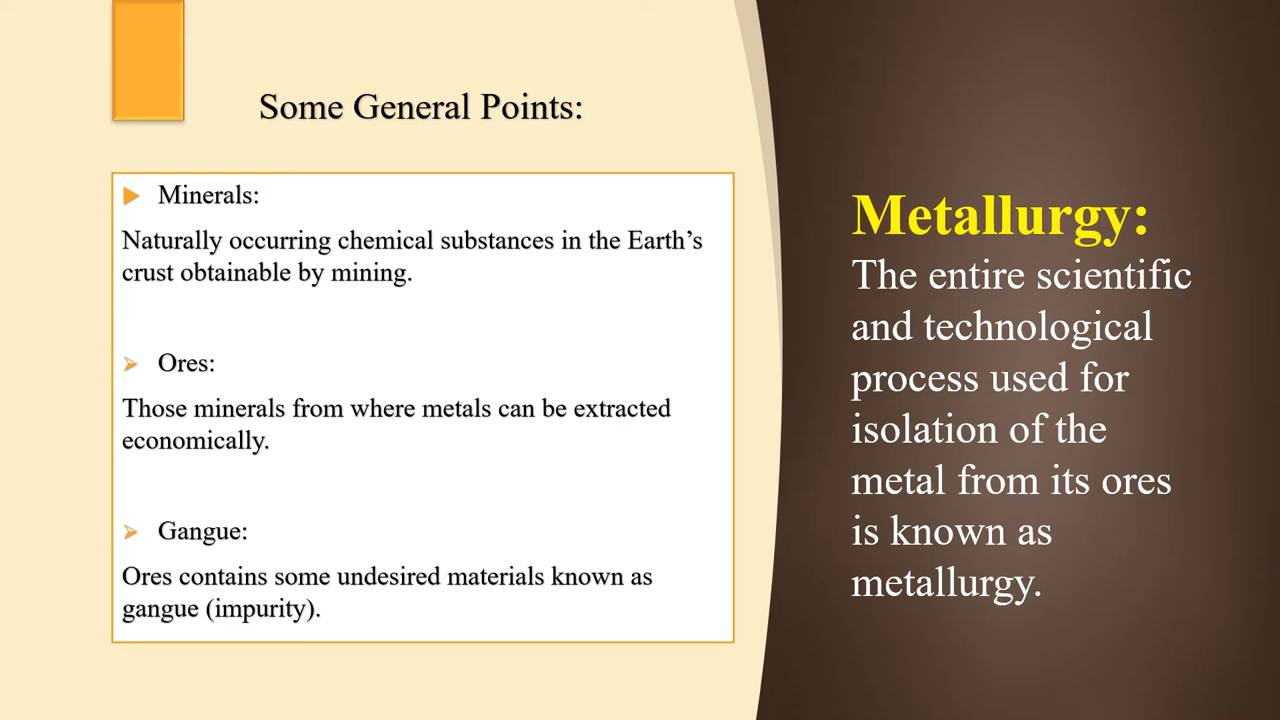 Some General Points:
Minerals:
Naturally occurring chemical substances in the Earth’s
crust obtainable by mining.
Ores:
Those minerals from where metals can be extracted
economically.
Gangue:
Ores contains some undesired materials known as
gangue (impurity).
Metallurgy:
The entire scientific
and technological
process used for
isolation of the
metal from its ores
is known as
metallurgy.